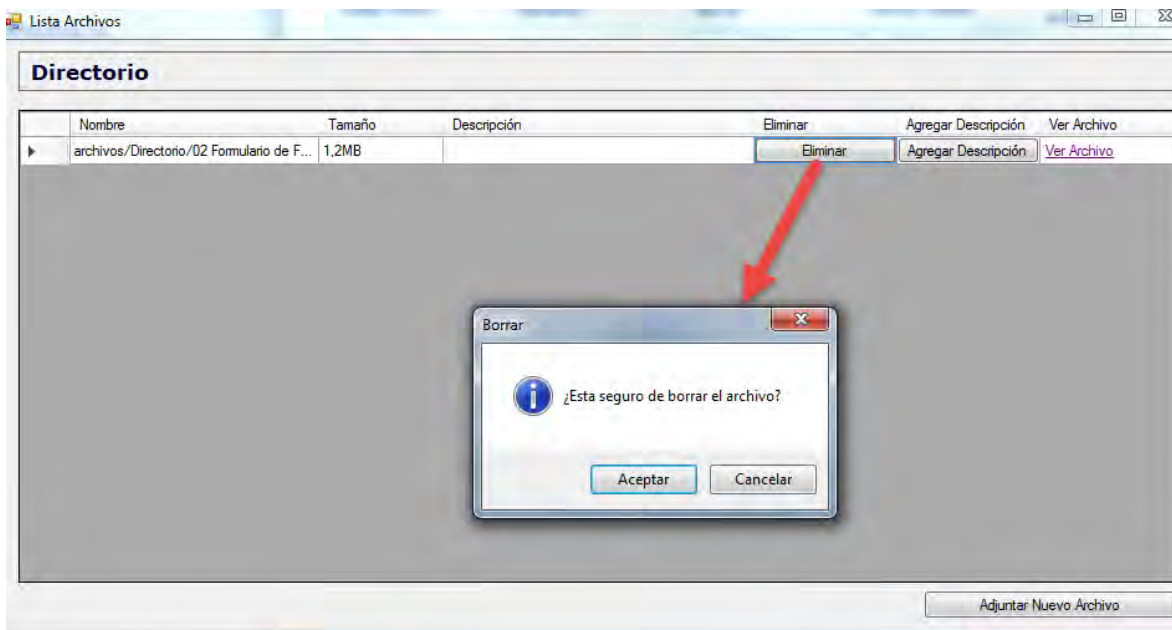 Lista Archivos
Directorio
Nombre Tamaño Descripción Eliminar Agregar Descripción Ver Archivo
archivos/Directorio/02 Formulario de F... 1,2MB Eliminar Agregar Descripción Ver Archivo
Borrar
¿Esta seguro de borrar el archivo?
Aceptar Cancelar
Adjuntar Nuevo Archivo